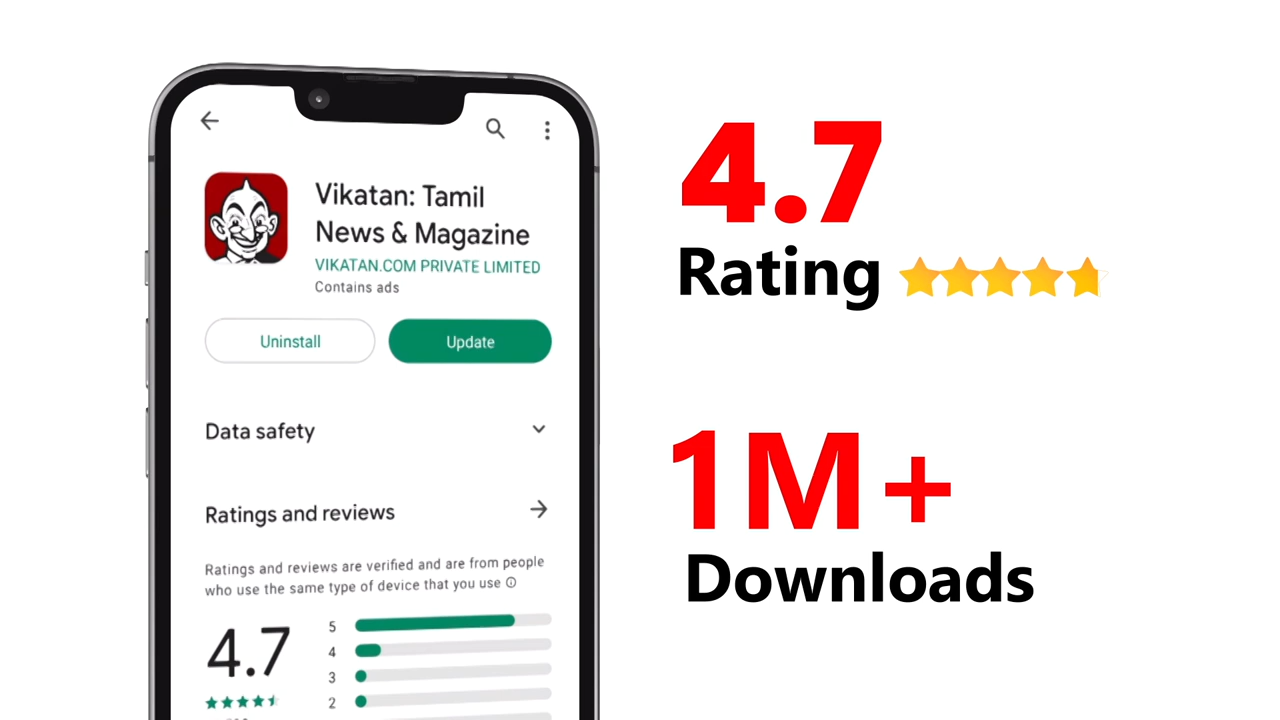 Vikatan: Tamil
News & Magazine
VIKATAN.COM PRIVATE LIMITED
Contains ads
Uninstall
Update
Data safety
Ratings and reviews
Ratings and reviews are verified and are from people
who use the same type of device that you use
4.7
5
4
3
2
4.7
Rating
1M+
Downloads